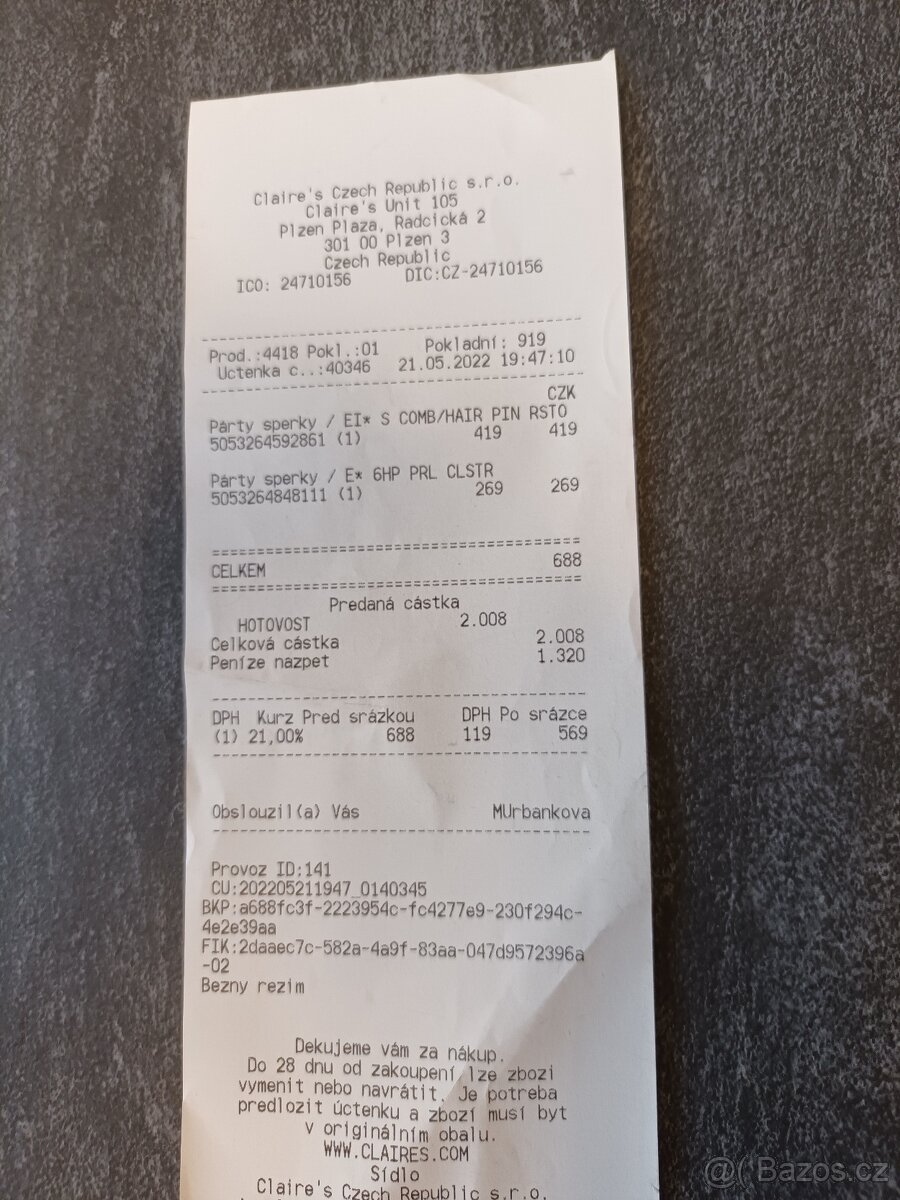 Claire's Czech Republic s.r.o.
Claire's Unit 105
Plzen Plaza, Radcická 2
301 00 Plzen 3
Czech Republic
ICO: 24710156 DIC:CZ-24710156
Prod.:4418 Pokl.:01 Pokladní: 919
Uctenka c..:40346 21.05.2022 19:47:10
CZK
Párty sperky / EI* S COMB/HAIR PIN RSTO
5053264592861 (1) 419 419
Párty sperky / E* 6HP PRL CLSTR
5053264848111 (1) 269 269
CELKEM 688
Predaná cástka
HOTOVOST 2.008
Celková cástka 2.008
Peníze nazpet 1.320
DPH Kurz Pred srázkou DPH Po srázce
(1) 21,00% 688 119 569
Obslouzil(a) Vás MUrbankova
Provoz ID:141
CU:202205211947_0140345
BKP:a688fc3f-2223954c-fc4277e9-230f294c-
4e2e39aa
FIK:2daaec7c-582a-4a9f-83aa-047d9572396a
-02
Bezny rezim
Dekujeme vám za nákup.
Do 28 dnu od zakoupení lze zbozi
vymenit nebo navrátit. Je potreba
predlozit úctenku a zbozí musí byt
v originálním obalu.
WWW.CLAIRES.COM
Sídlo
Claire's Czech Republic s.r.o.
@( Bazos.cz